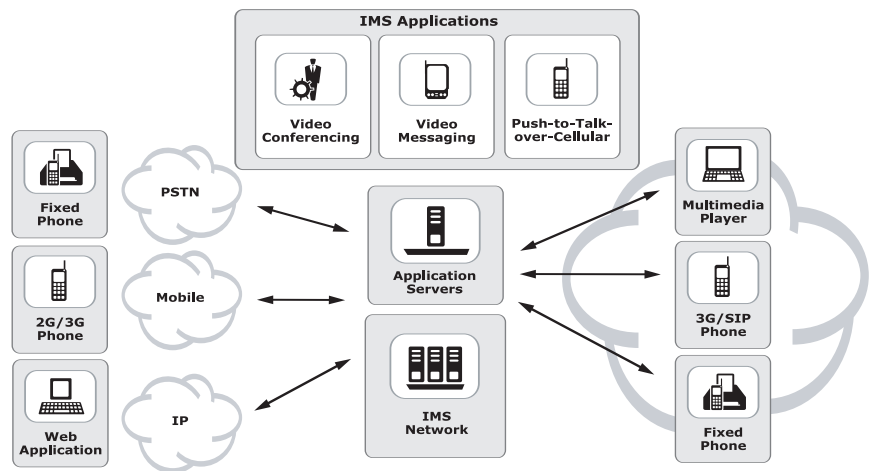 IMS Applications
Video
Conferencing
Video
Messaging
Push-to-Talk-
over-Cellular
Fixed
Phone
PSTN
2G/3G
Phone
Mobile
Web
Application
IP
Application
Servers
IMS
Network
Multimedia
Player
3G/SIP
Phone
Fixed
Phone